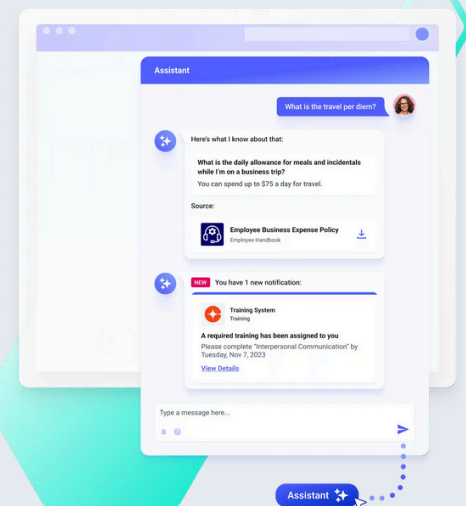 Assistant
What is the travel per diem?
Here's what I know about that:
What is the daily allowance for meals and incidentals
while I'm on a business trip?
You can spend up to $75 a day for travel.
Source:
Employee Business Expense Policy
Employee Handbook
NEW You have 1 new notification:
Training System
Training
A required training has been assigned to you
Please complete "Interpersonal Communication" by
Tuesday, Nov 7, 2023
View Details
Type a message here...
Assistant